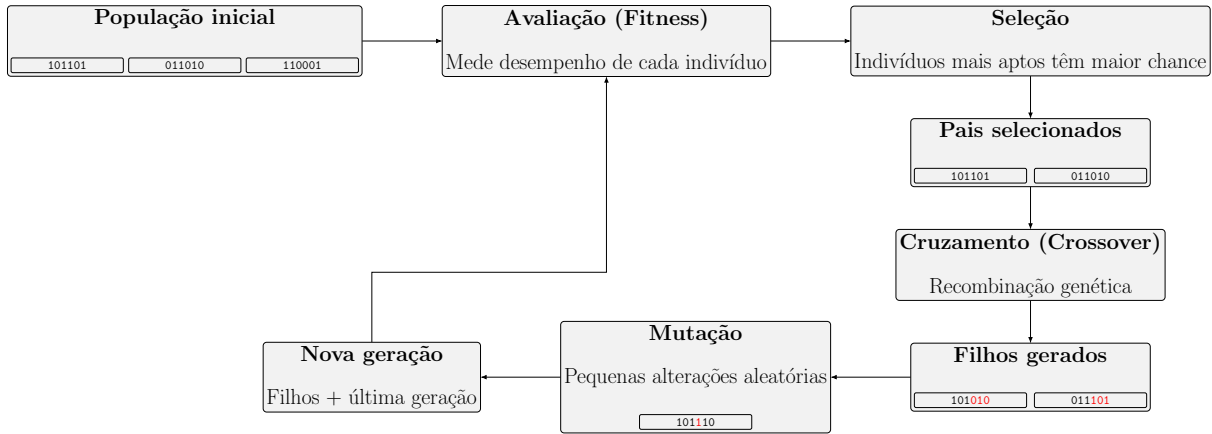 População inicial
101101 011010 110001
Avaliação (Fitness)
Mede desempenho de cada indivíduo
Seleção
Indivíduos mais aptos têm maior chance
Pais selecionados
101101 011010
Cruzamento (Crossover)
Recombinação genética
Filhos gerados
101010 011101
Mutação
Pequenas alterações aleatórias
101110
Nova geração
Filhos + última geração